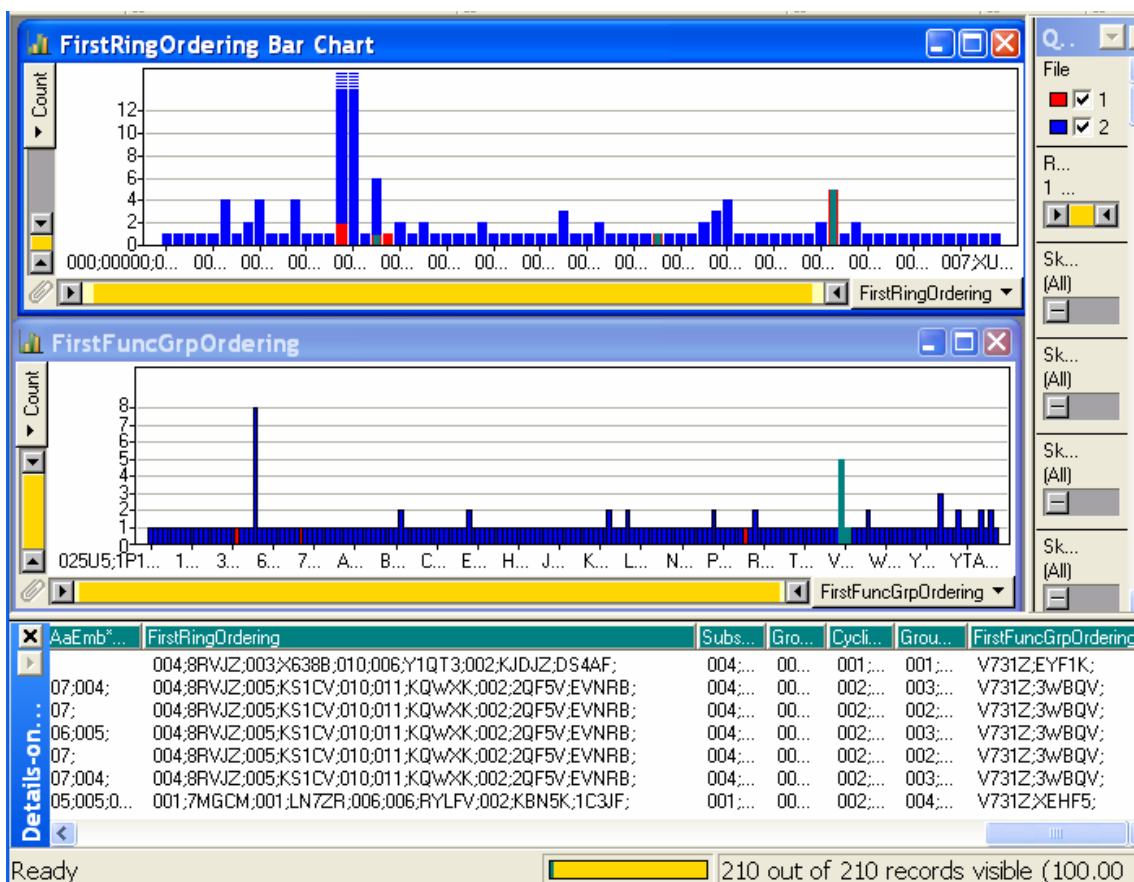 FirstRingOrdering Bar Chart
Q..
File
1
2
Count
12
10
8
6
4
2
0
R...
1 ...
000;00000;0... 00... 00... 00... 00... 00... 00... 00... 00... 00... 00... 00... 00... 00... 00... 00... 00... 007;XU...
FirstRingOrdering
Sk...
(All)
Sk...
(All)
Sk...
(All)
Sk...
(All)
FirstFuncGrpOrdering
Count
8
7
6
5
4
3
2
1
0
025U5;1P1... 1... 3... 6... 7... A... B... C... E... H... J... K... L... N... P... R... T... V... W... Y... YTA...
FirstFuncGrpOrdering
Details-on...
AaEmb*... FirstRingOrdering Subs... Gro... Cycli... Grou... FirstFuncGrpOrdering
004;8RVJZ;003;X638B;010;006;Y1QT3;002;KJDJZ;DS4AF; 004;... 00... 001;... 001;... V731Z;EYF1K;
07;004; 004;8RVJZ;005;KS1CV;010;011;KQWXK;002;2QF5V;EVNRB; 004;... 00... 002;... 003;... V731Z;3WBQV;
07; 004;8RVJZ;005;KS1CV;010;011;KQWXK;002;2QF5V;EVNRB; 004;... 00... 002;... 002;... V731Z;3WBQV;
06;005; 004;8RVJZ;005;KS1CV;010;011;KQWXK;002;2QF5V;EVNRB; 004;... 00... 002;... 003;... V731Z;3WBQV;
07; 004;8RVJZ;005;KS1CV;010;011;KQWXK;002;2QF5V;EVNRB; 004;... 00... 002;... 002;... V731Z;3WBQV;
07;004; 004;8RVJZ;005;KS1CV;010;011;KQWXK;002;2QF5V;EVNRB; 004;... 00... 002;... 003;... V731Z;3WBQV;
05;005;0... 001;7MGCM;001;LN7ZR;006;006;RYLFV;002;KBN5K;1C3JF; 001;... 00... 002;... 004;... V731Z;XEHF5;
Ready
210 out of 210 records visible (100.00